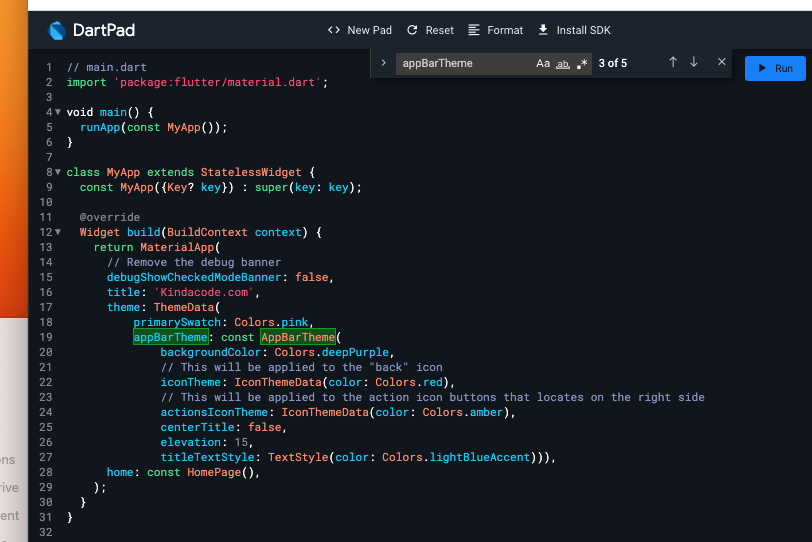 DartPad
New Pad
Reset
Format
Install SDK
appBarTheme
Aa
ab
.*
3 of 5
Run
1 // main.dart
2 import 'package:flutter/material.dart';
3
4 void main() {
5 runApp(const MyApp());
6 }
7
8 class MyApp extends StatelessWidget {
9 const MyApp({Key? key}) : super(key: key);
10
11 @override
12 Widget build(BuildContext context) {
13 return MaterialApp(
14 // Remove the debug banner
15 debugShowCheckedModeBanner: false,
16 title: 'Kindacode.com',
17 theme: ThemeData(
18 primarySwatch: Colors.pink,
19 appBarTheme: const AppBarTheme(
20 backgroundColor: Colors.deepPurple,
21 // This will be applied to the "back" icon
22 iconTheme: IconThemeData(color: Colors.red),
23 // This will be applied to the action icon buttons that locates on the right side
24 actionsIconTheme: IconThemeData(color: Colors.amber),
25 centerTitle: false,
26 elevation: 15,
27 titleTextStyle: TextStyle(color: Colors.lightBlueAccent))),
28 home: const HomePage(),
29 );
30 }
31 }
32
ons
rive
ent